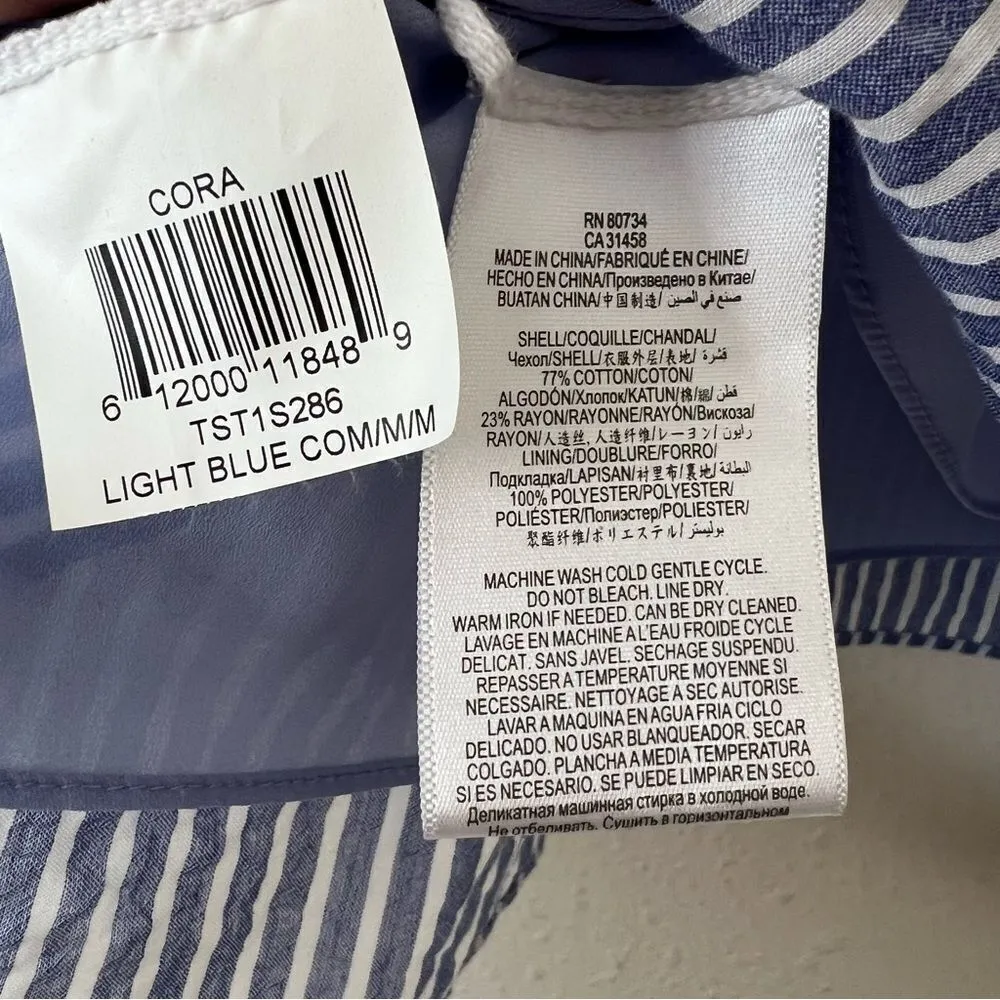 CORA
6 12000 11848 9
TST1S286
LIGHT BLUE COM/M/M
RN 80734
CA 31458
MADE IN CHINA/FABRIQUÉ EN CHINE/
HECHO EN CHINA/Произведено в Китае/
BUATAN CHINA/中国制造/ صنع في الصين
SHELL/COQUILLE/CHANDAL/
Чехол/SHELL/衣服外层/表地/ قشرة
77% COTTON/COTON/
ALGODÓN/Хлопок/KATUN/棉/綿/ قطن
23% RAYON/RAYONNE/RAYÓN/Вискоза/
RAYON/人造丝, 人造纤维/レーヨン/ رايون
LINING/DOUBLURE/FORRO/
Подкладка/LAPISAN/衬里布/裏地/ البطانة
100% POLYESTER/POLYESTER/
POLIÉSTER/Полиэстер/POLYESTER/
聚酯纤维/ポリエステル/ بوليستر
MACHINE WASH COLD GENTLE CYCLE.
DO NOT BLEACH. LINE DRY.
WARM IRON IF NEEDED. CAN BE DRY CLEANED.
LAVAGE EN MACHINE A L'EAU FROIDE CYCLE
DELICAT. SANS JAVEL. SECHAGE SUSPENDU.
REPASSER A TEMPERATURE MOYENNE SI
NECESSAIRE. NETTOYAGE A SEC AUTORISE.
LAVAR A MAQUINA EN AGUA FRIA CICLO
DELICADO. NO USAR BLANQUEADOR. SECAR
COLGADO. PLANCHA A MEDIA TEMPERATURA
SI ES NECESARIO. SE PUEDE LIMPIAR EN SECO.
Деликатная машинная стирка в холодной воде.
Не отбеливать. Сушить в горизонтальном